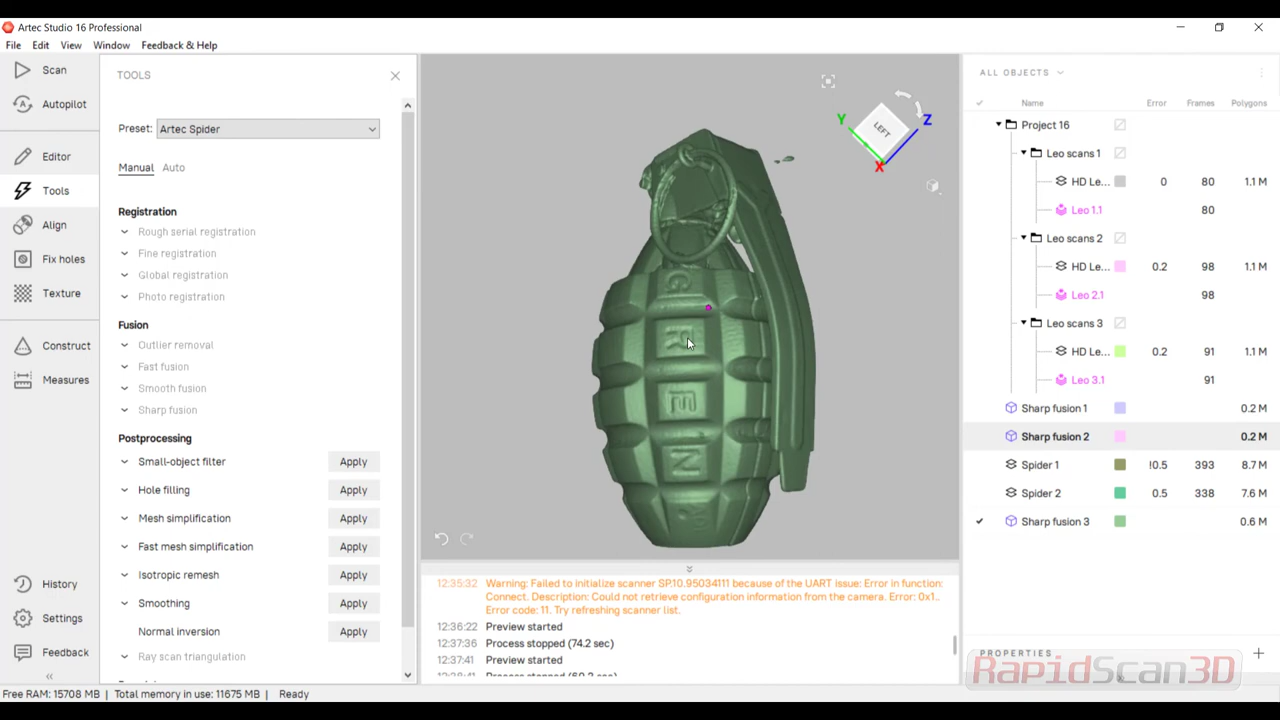 Artec Studio 16 Professional
File Edit View Window Feedback & Help
Scan
Autopilot
Editor
Tools
Align
Fix holes
Texture
Construct
Measures
History
Settings
Feedback
TOOLS
Preset: Artec Spider
Manual Auto
Registration
Rough serial registration
Fine registration
Global registration
Photo registration
Fusion
Outlier removal
Fast fusion
Smooth fusion
Sharp fusion
Postprocessing
Small-object filter Apply
Hole filling Apply
Mesh simplification Apply
Fast mesh simplification Apply
Isotropic remesh Apply
Smoothing Apply
Normal inversion Apply
Ray scan triangulation
Y Z
LEFT
X
G
R
E
N
12:35:32 Warning: Failed to initialize scanner SP.10.95034111 because of the UART issue: Error in function:
Connect. Description: Could not retrieve configuration information from the camera. Error: 0x1..
Error code: 11. Try refreshing scanner list.
12:36:22 Preview started
12:37:36 Process stopped (74.2 sec)
12:37:41 Preview started
ALL OBJECTS
Name Error Frames Polygons
Project 16
Leo scans 1
HD Le... 0 80 1.1 M
Leo 1.1 80
Leo scans 2
HD Le... 0.2 98 1.1 M
Leo 2.1 98
Leo scans 3
HD Le... 0.2 91 1.1 M
Leo 3.1 91
Sharp fusion 1 0.2 M
Sharp fusion 2 0.2 M
Spider 1 !0.5 393 8.7 M
Spider 2 0.5 338 7.6 M
Sharp fusion 3 0.6 M
PROPERTIES
RapidScan3D
Free RAM: 15708 MB | Total memory in use: 11675 MB | Ready